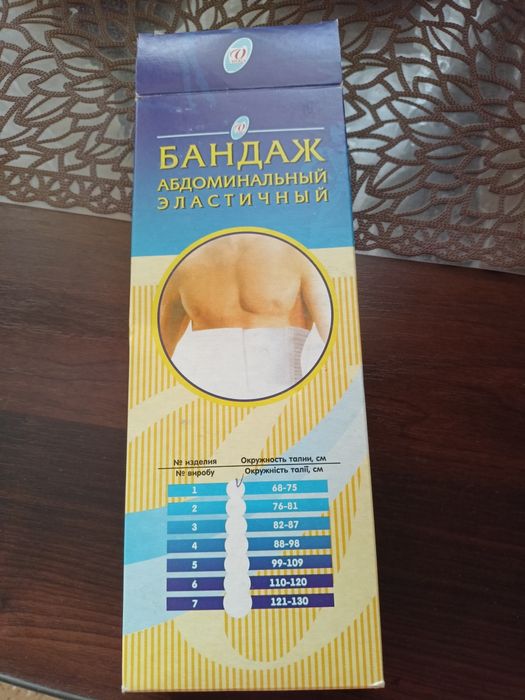 БАНДАЖ
АБДОМИНАЛЬНЫЙ
ЭЛАСТИЧНЫЙ
№ изделия Окружность талии, см
№ виробу Окружність талії, см
1 68-75
2 76-81
3 82-87
4 88-98
5 99-109
6 110-120
7 121-130